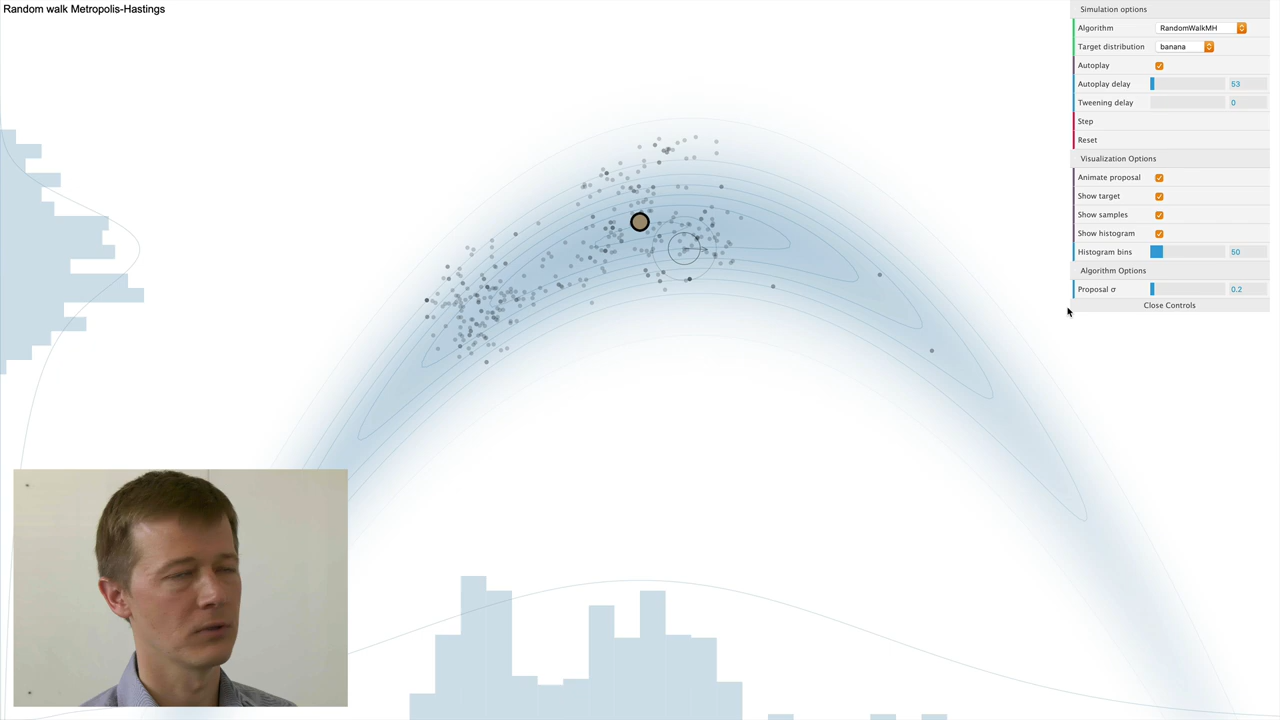 Random walk Metropolis-Hastings
Simulation options
Algorithm RandomWalkMH
Target distribution banana
Autoplay
Autoplay delay 53
Tweening delay 0
Step
Reset
Visualization Options
Animate proposal
Show target
Show samples
Show histogram
Histogram bins 50
Algorithm Options
Proposal σ 0.2
Close Controls